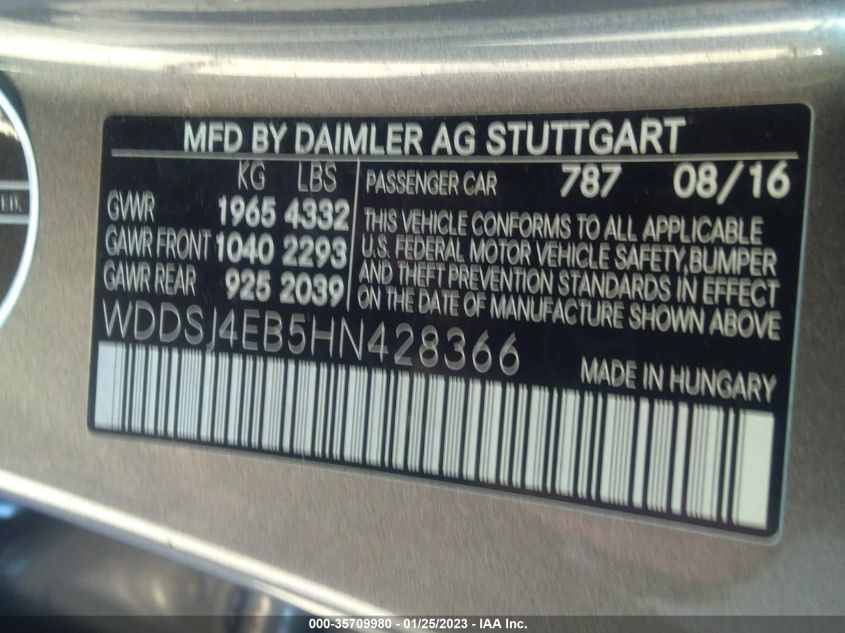 MFD BY DAIMLER AG STUTTGART
KG LBS
GVWR 1965 4332
GAWR FRONT 1040 2293
GAWR REAR 925 2039
PASSENGER CAR 787 08/16
THIS VEHICLE CONFORMS TO ALL APPLICABLE
U.S. FEDERAL MOTOR VEHICLE SAFETY,BUMPER
AND THEFT PREVENTION STANDARDS IN EFFECT
ON THE DATE OF MANUFACTURE SHOWN ABOVE
WDDSJ4EB5HN428366
MADE IN HUNGARY
000-35709980 - 01/25/2023 - IAA Inc.